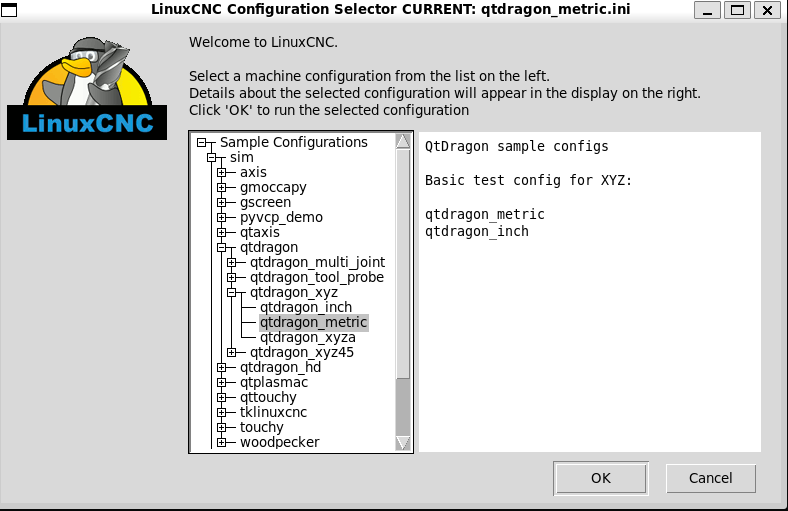 LinuxCNC Configuration Selector CURRENT: qtdragon_metric.ini
LinuxCNC
Welcome to LinuxCNC.
Select a machine configuration from the list on the left.
Details about the selected configuration will appear in the display on the right.
Click 'OK' to run the selected configuration
Sample Configurations
sim
axis
gmoccapy
gscreen
pyvcp_demo
qtaxis
qtdragon
qtdragon_multi_joint
qtdragon_tool_probe
qtdragon_xyz
qtdragon_inch
qtdragon_metric
qtdragon_xyza
qtdragon_xyz45
qtdragon_hd
qtplasmac
qttouchy
tklinuxcnc
touchy
woodpecker
QtDragon sample configs
Basic test config for XYZ:
qtdragon_metric
qtdragon_inch
OK
Cancel